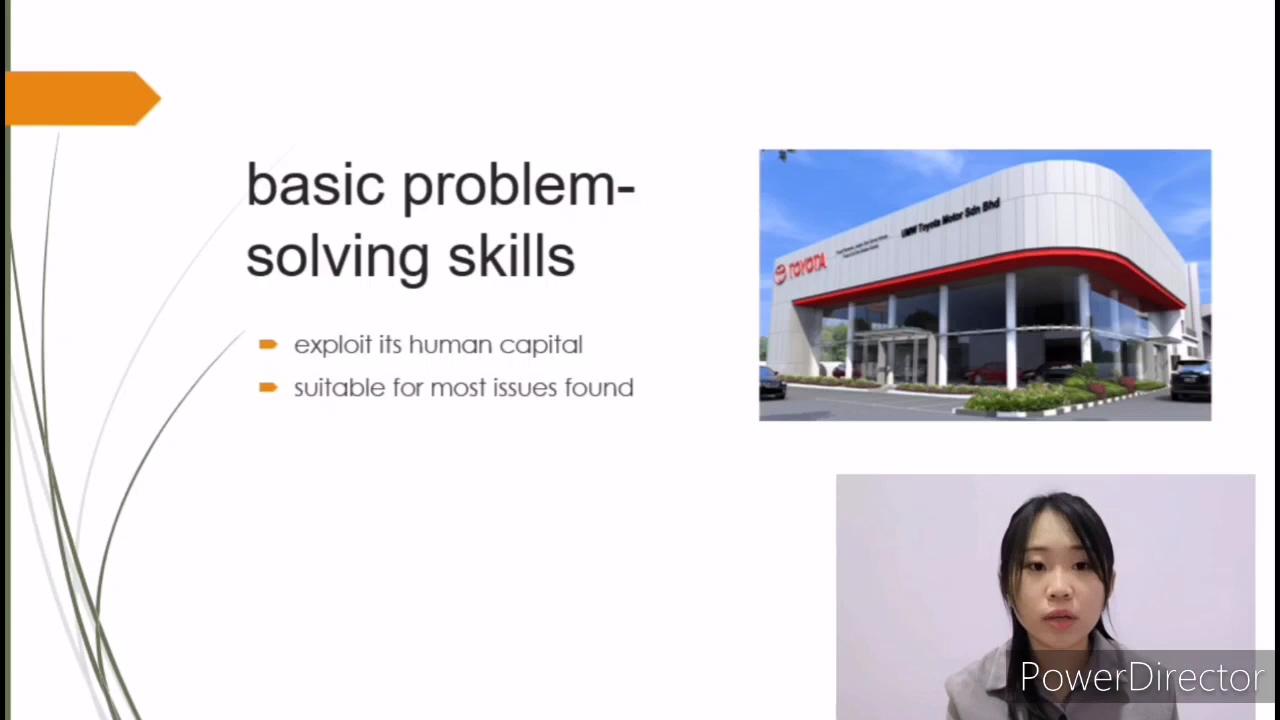 basic problem-
solving skills
exploit its human capital
suitable for most issues found
TOYOTA
UMW Toyota Motor Sdn Bhd
PowerDirector